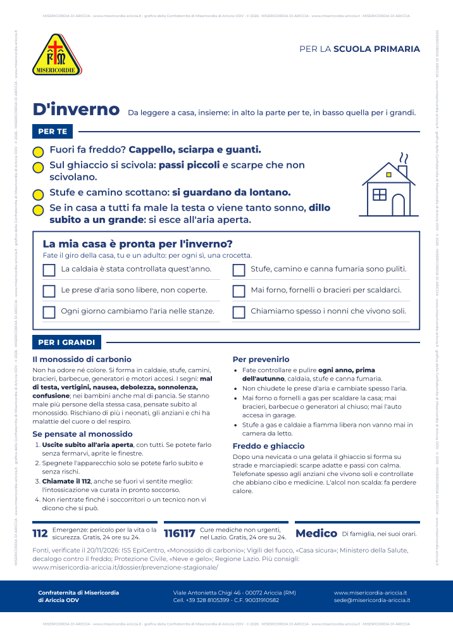 MISERICORDIE
PER LA SCUOLA PRIMARIA
D'inverno
Da leggere a casa, insieme: in alto la parte per te, in basso quella per i grandi.
PER TE
Fuori fa freddo? Cappello, sciarpa e guanti.
Sul ghiaccio si scivola: passi piccoli e scarpe che non
scivolano.
Stufe e camino scottano: si guardano da lontano.
Se in casa a tutti fa male la testa o viene tanto sonno, dillo
subito a un grande: si esce all'aria aperta.
La mia casa è pronta per l'inverno?
Fate il giro della casa, tu e un adulto: per ogni sì, una crocetta.
La caldaia è stata controllata quest'anno.
Stufe, camino e canna fumaria sono puliti.
Le prese d'aria sono libere, non coperte.
Mai forno, fornelli o bracieri per scaldarci.
Ogni giorno cambiamo l'aria nelle stanze.
Chiamiamo spesso i nonni che vivono soli.
PER I GRANDI
Il monossido di carbonio
Non ha odore né colore. Si forma in caldaie, stufe, camini,
bracieri, barbecue, generatori e motori accesi. I segni: mal
di testa, vertigini, nausea, debolezza, sonnolenza,
confusione; nei bambini anche mal di pancia. Se stanno
male più persone della stessa casa, pensate subito al
monossido. Rischiano di più i neonati, gli anziani e chi ha
malattie del cuore o del respiro.
Se pensate al monossido
1. Uscite subito all'aria aperta, con tutti. Se potete farlo
senza fermarvi, aprite le finestre.
2. Spegnete l'apparecchio solo se potete farlo subito e
senza rischi.
3. Chiamate il 112, anche se fuori vi sentite meglio:
l'intossicazione va curata in pronto soccorso.
4. Non rientrate finché i soccorritori o un tecnico non vi
dicono che si può.
Per prevenirlo
• Fate controllare e pulire ogni anno, prima
dell'autunno, caldaia, stufe e canna fumaria.
• Non chiudete le prese d'aria e cambiate spesso l'aria.
• Mai forno o fornelli a gas per scaldare la casa; mai
bracieri, barbecue o generatori al chiuso; mai l'auto
accesa in garage.
• Stufe a gas e caldaie a fiamma libera non vanno mai in
camera da letto.
Freddo e ghiaccio
Dopo una nevicata o una gelata il ghiaccio si forma su
strade e marciapiedi: scarpe adatte e passi con calma.
Telefonate spesso agli anziani che vivono soli e controllate
che abbiano cibo e medicine. L'alcol non scalda: fa perdere
calore.
112 Emergenze: pericolo per la vita o la
sicurezza. Gratis, 24 ore su 24.
116117 Cure mediche non urgenti,
nel Lazio. Gratis, 24 ore su 24.
Medico Di famiglia, nei suoi orari.
Fonti, verificate il 20/11/2026: ISS EpiCentro, «Monossido di carbonio»; Vigili del fuoco, «Casa sicura»; Ministero della Salute,
decalogo contro il freddo; Protezione Civile, «Neve e gelo»; Regione Lazio. Più consigli:
www.misericordia-ariccia.it/dossier/prevenzione-stagionale/
Confraternita di Misericordia
di Ariccia ODV
Viale Antonietta Chigi 46 - 00072 Ariccia (RM)
Cell. +39 328 8105399 - C.F. 90031910582
www.misericordia-ariccia.it
sede@misericordia-ariccia.it